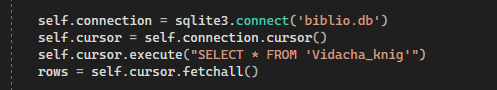 self.connection = sqlite3.connect('biblio.db')
self.cursor = self.connection.cursor()
self.cursor.execute("SELECT * FROM 'Vidacha_knig'")
rows = self.cursor.fetchall()